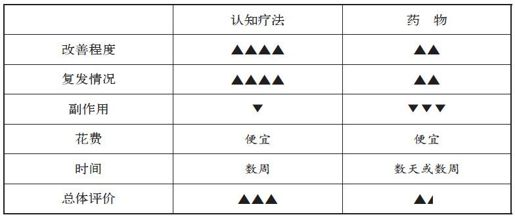 认知疗法 药 物
改善程度 ▲▲▲▲ ▲▲
复发情况 ▲▲▲▲ ▲▲
副作用 ▼ ▼▼▼
花费 便宜 便宜
时间 数周 数天或数周
总体评价 ▲▲▲ ▲◢